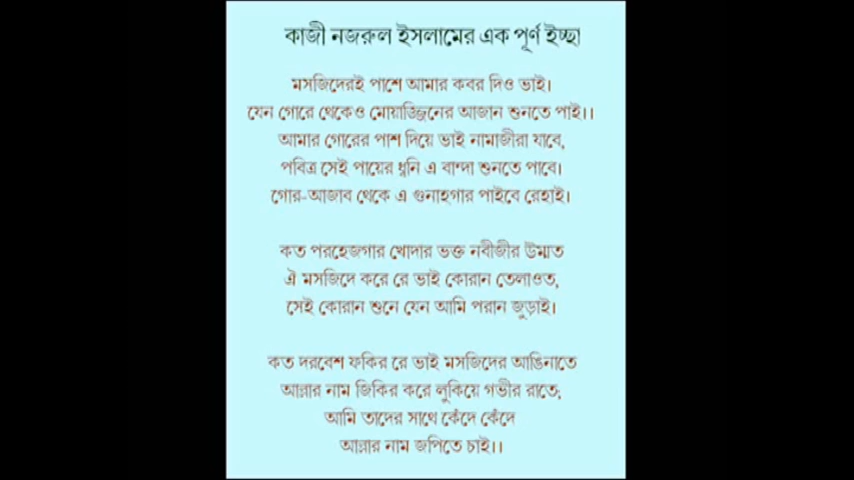 কাজী নজরুল ইসলামের এক পূর্ণ ইচ্ছা
মসজিদেরই পাশে আমার কবর দিও ভাই।
যেন গোরে থেকেও মোয়াজ্জিনের আজান শুনতে পাই।।
আমার গোরের পাশ দিয়ে ভাই নামাজীরা যাবে,
পবিত্র সেই পায়ের ধ্বনি এ বান্দা শুনতে পাবে।
গোর-আজাব থেকে এ গুনাহগার পাইবে রেহাই।
কত পরহেজগার খোদার ভক্ত নবীজীর উম্মত
ঐ মসজিদে করে রে ভাই কোরান তেলাওত,
সেই কোরান শুনে যেন আমি পরান জুড়াই।
কত দরবেশ ফকির রে ভাই মসজিদের আঙিনাতে
আল্লার নাম জিকির করে লুকিয়ে গভীর রাতে;
আমি তাদের সাথে কেঁদে কেঁদে
আল্লার নাম জপিতে চাই।।